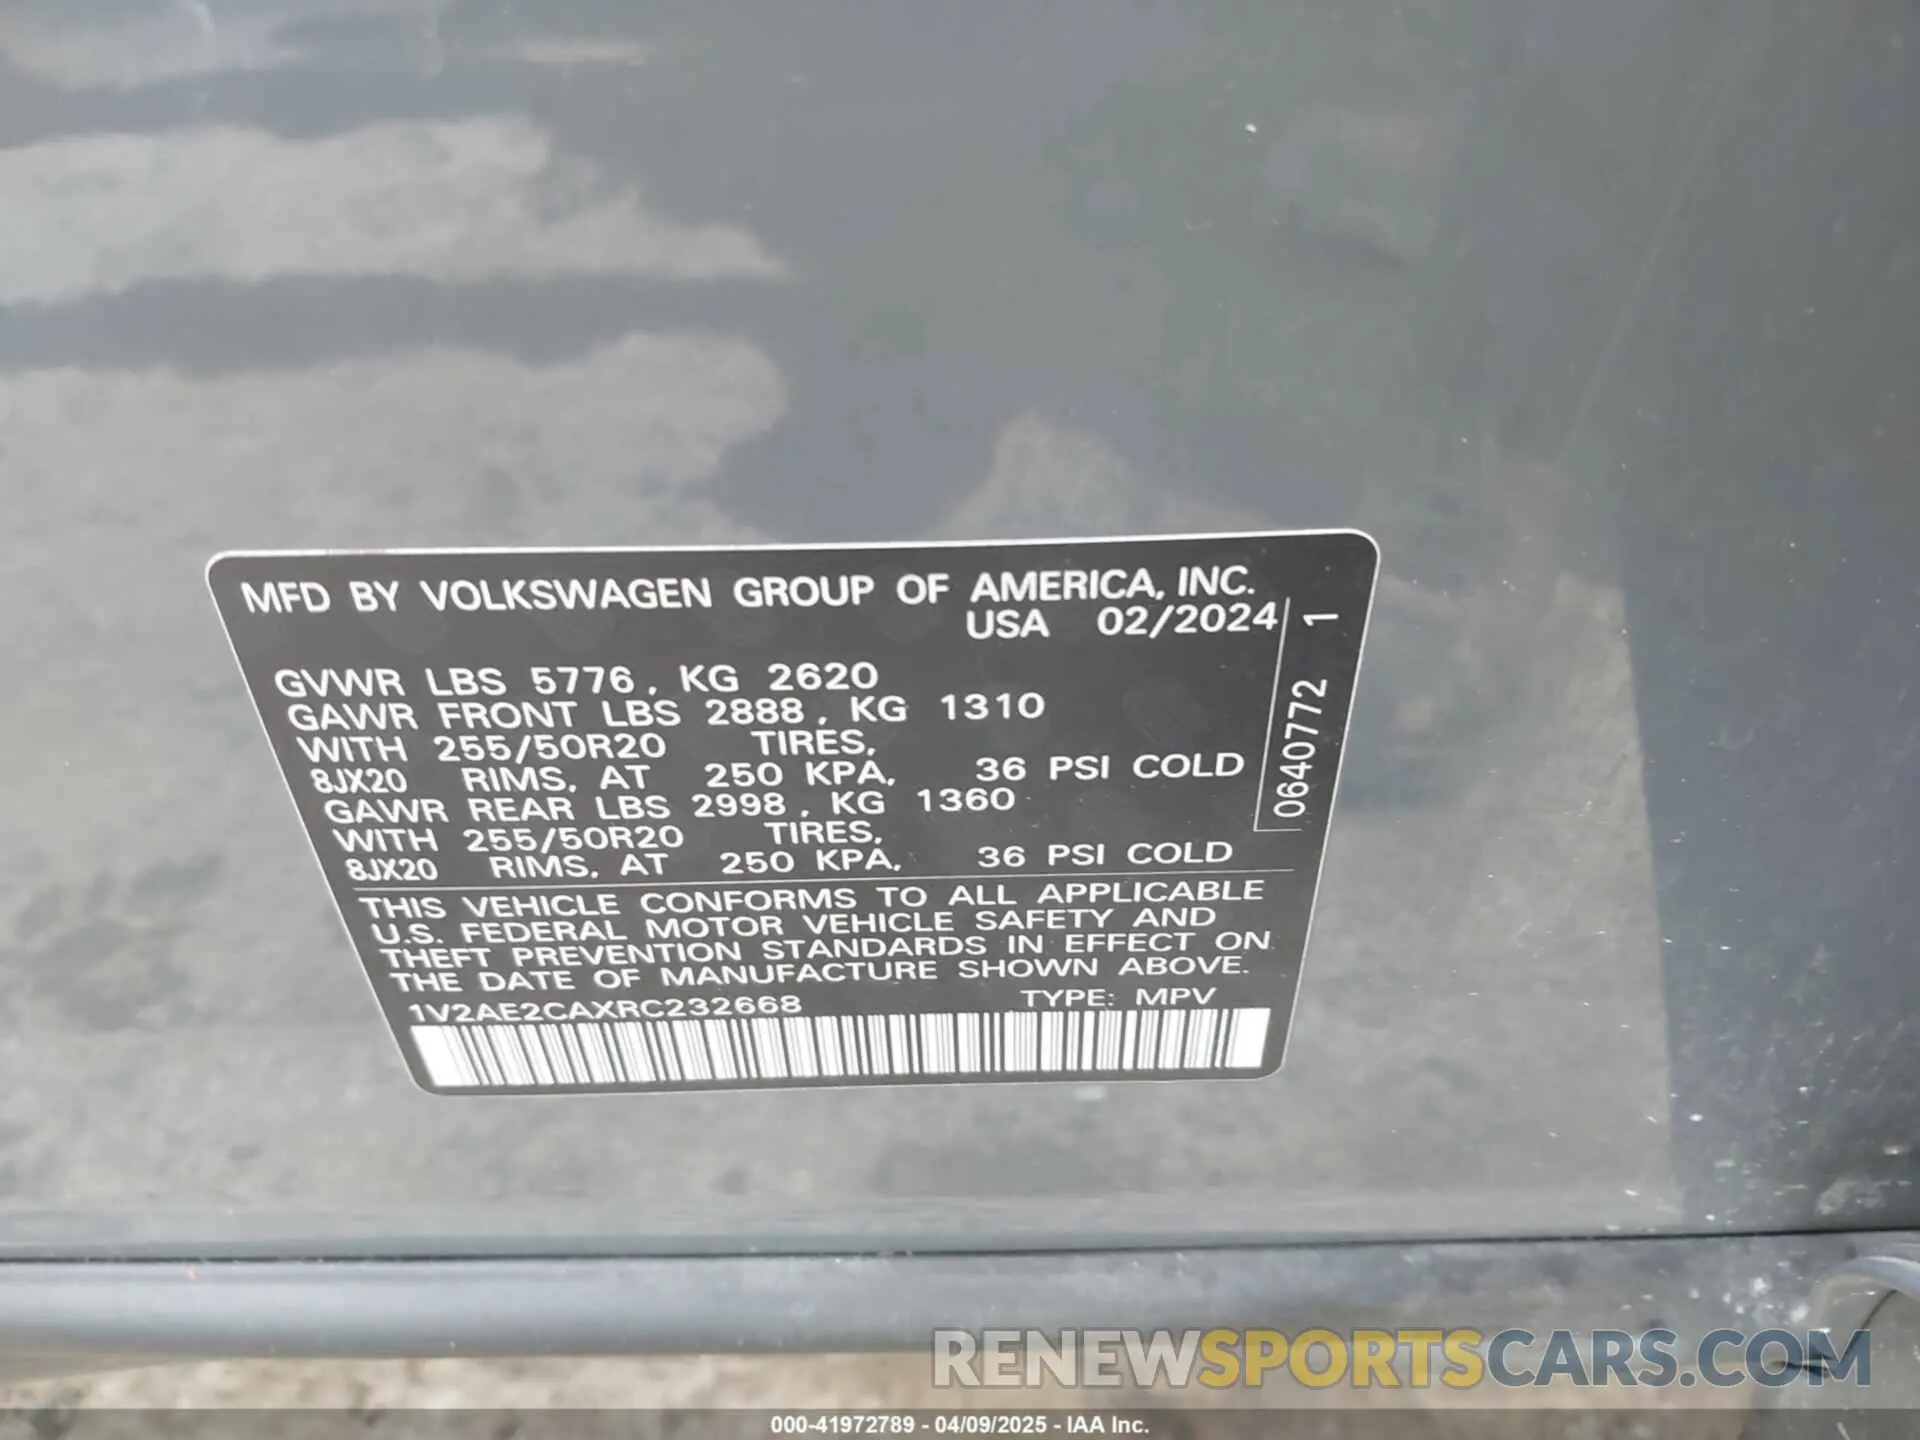 MFD BY VOLKSWAGEN GROUP OF AMERICA, INC.
USA 02/2024
GVWR LBS 5776, KG 2620
GAWR FRONT LBS 2888, KG 1310
WITH 255/50R20 TIRES,
8JX20 RIMS, AT 250 KPA, 36 PSI COLD
GAWR REAR LBS 2998, KG 1360
WITH 255/50R20 TIRES,
8JX20 RIMS, AT 250 KPA, 36 PSI COLD
0640772 1
THIS VEHICLE CONFORMS TO ALL APPLICABLE
U.S. FEDERAL MOTOR VEHICLE SAFETY AND
THEFT PREVENTION STANDARDS IN EFFECT ON
THE DATE OF MANUFACTURE SHOWN ABOVE.
1V2AE2CAXRC232668 TYPE: MPV
RENEWSPORTSCARS.COM
000-41972789 - 04/09/2025 - IAA Inc.